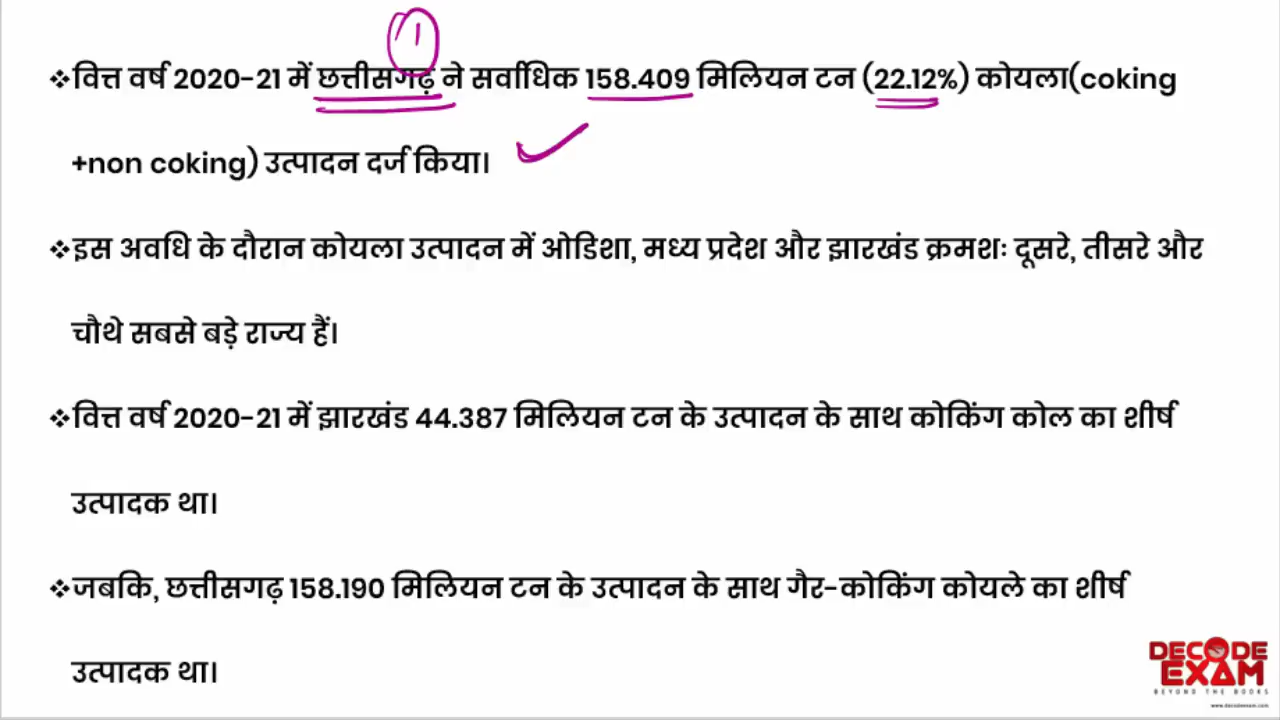 1
❖वित्त वर्ष 2020-21 में छत्तीसगढ़ ने सर्वाधिक 158.409 मिलियन टन (22.12%) कोयला(coking
+non coking) उत्पादन दर्ज किया।
❖इस अवधि के दौरान कोयला उत्पादन में ओडिशा, मध्य प्रदेश और झारखंड क्रमशः दूसरे, तीसरे और
चौथे सबसे बड़े राज्य हैं।
❖वित्त वर्ष 2020-21 में झारखंड 44.387 मिलियन टन के उत्पादन के साथ कोकिंग कोल का शीर्ष
उत्पादक था।
❖जबकि, छत्तीसगढ़ 158.190 मिलियन टन के उत्पादन के साथ गैर-कोकिंग कोयले का शीर्ष
उत्पादक था।
DECODE
EXAM
BEYOND THE BOOKS
www.decodeexam.com